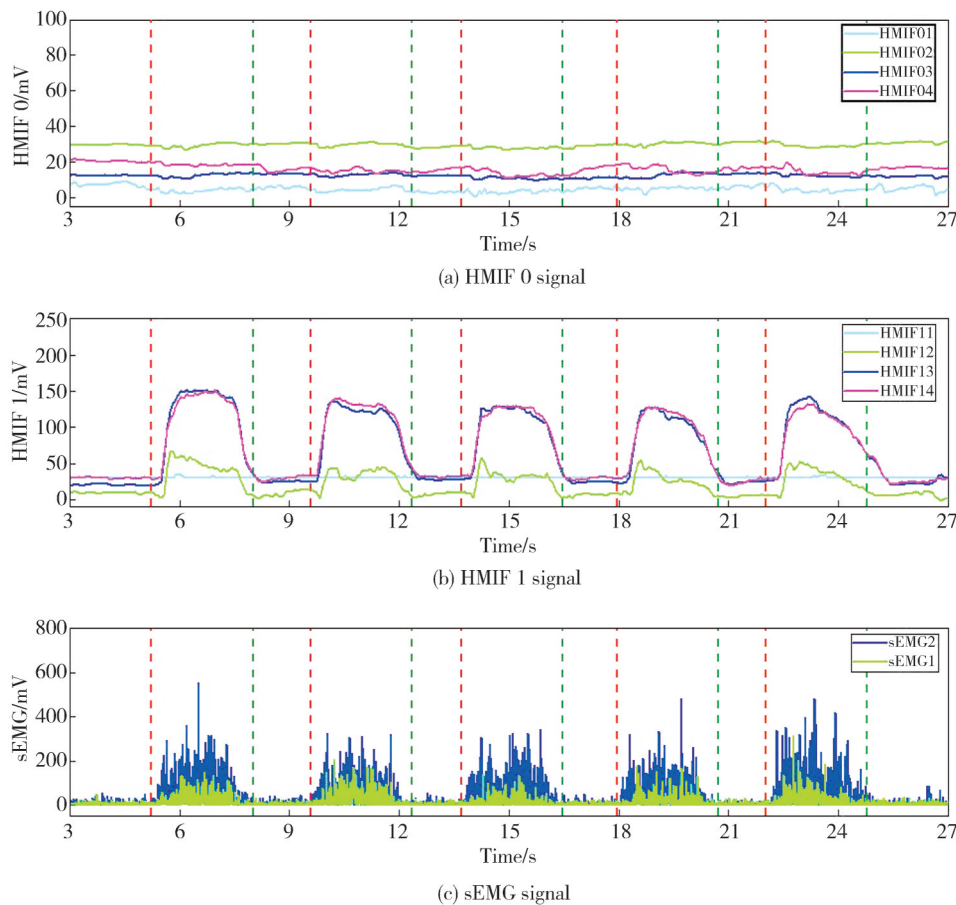 100
80
60
40
20
0
HMIF 0/mV
HMIF01
HMIF02
HMIF03
HMIF04
3 6 9 12 15 18 21 24 27
Time/s
(a) HMIF 0 signal
250
200
150
100
50
0
HMIF 1/mV
HMIF11
HMIF12
HMIF13
HMIF14
3 6 9 12 15 18 21 24 27
Time/s
(b) HMIF 1 signal
800
600
400
200
0
sEMG/mV
sEMG2
sEMG1
3 6 9 12 15 18 21 24 27
Time/s
(c) sEMG signal